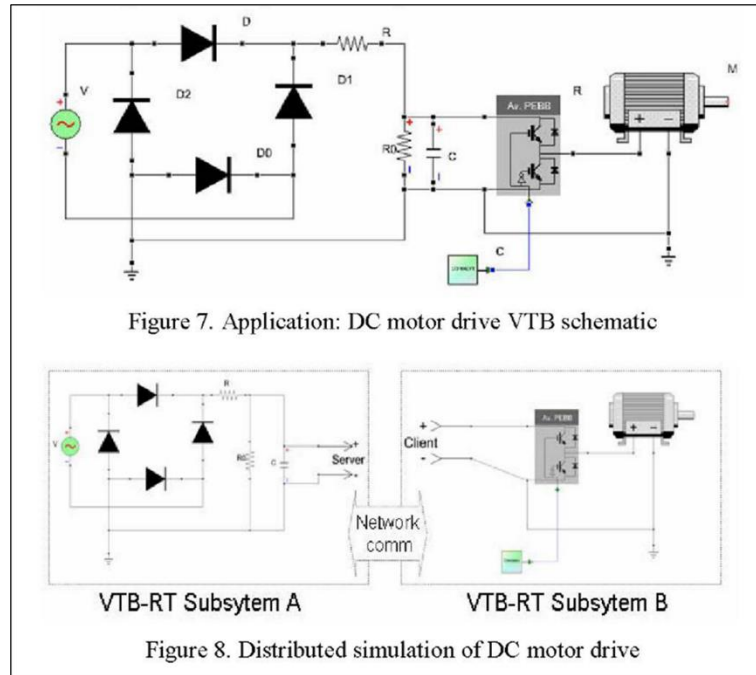 D
R
V
D2
D1
D0
R0
C
Av. PEBB
R
M
+ −
C
Figure 7. Application: DC motor drive VTB schematic
R
V
C
+
Server
-
Network
comm
+
Client
-
Av. PEBB
+ −
VTB-RT Subsytem A
VTB-RT Subsytem B
Figure 8. Distributed simulation of DC motor drive